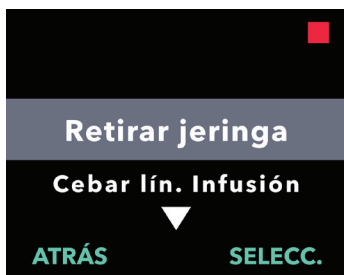 Retirar jeringa
Cebar lín. Infusión
ATRÁS SELECC.